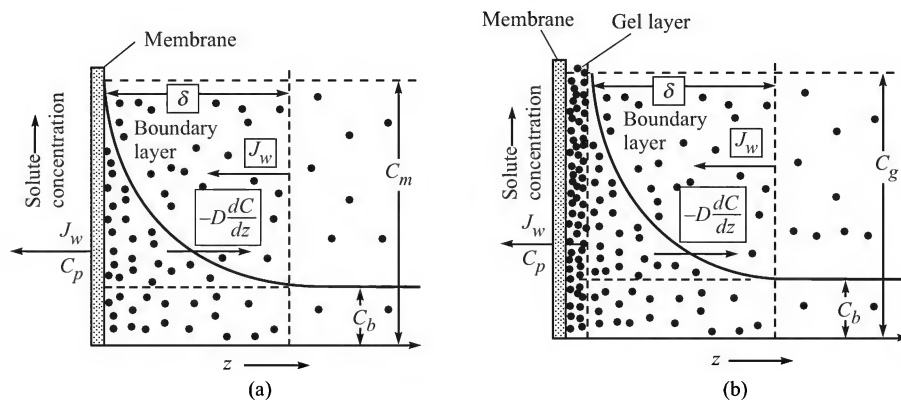 Membrane
δ
Boundary
layer
J_w
Solute
concentration
C_m
-D dC/dz
J_w
C_p
C_b
z
(a)
Gel layer
Membrane
δ
Boundary
layer
J_w
Solute
concentration
C_g
-D dC/dz
J_w
C_p
C_b
z
(b)